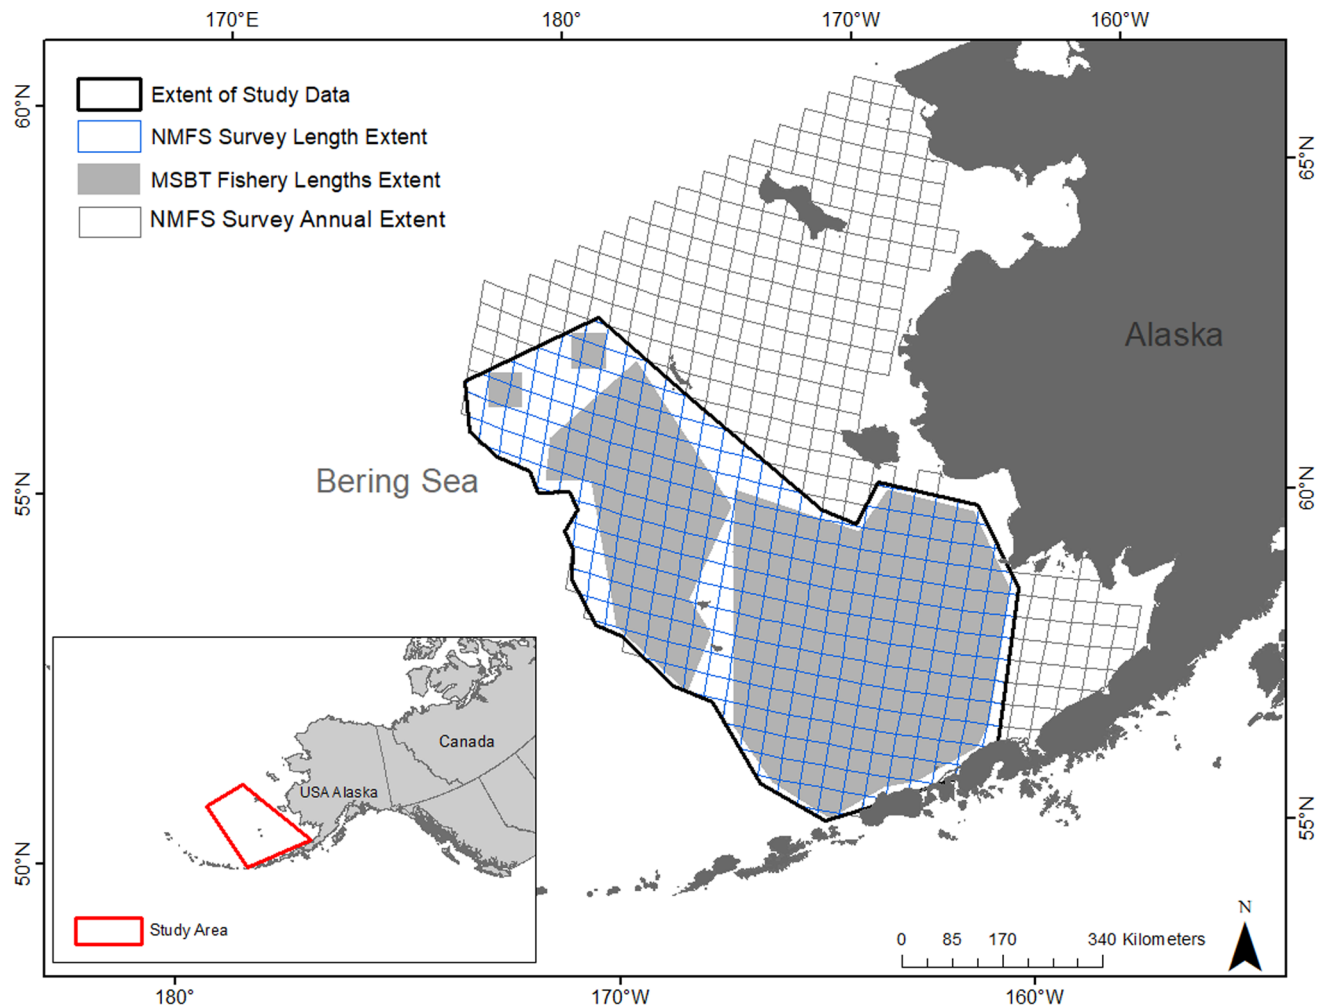 170°E 180° 170°W 160°W
60°N
55°N
50°N
65°N
60°N
55°N
Extent of Study Data
NMFS Survey Length Extent
MSBT Fishery Lengths Extent
NMFS Survey Annual Extent
Alaska
Bering Sea
Canada
USA Alaska
Study Area
N
0 85 170 340 Kilometers
180° 170°W 160°W